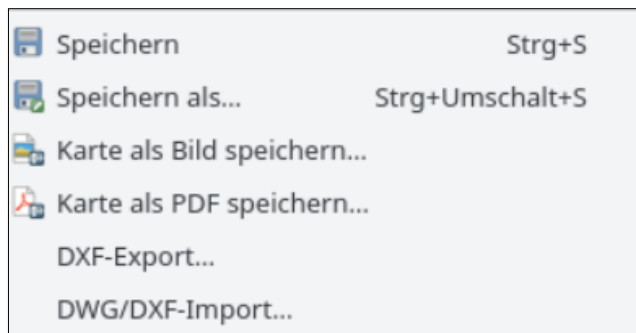 Speichern Strg+S
Speichern als... Strg+Umschalt+S
Karte als Bild speichern...
Karte als PDF speichern...
DXF-Export...
DWG/DXF-Import...